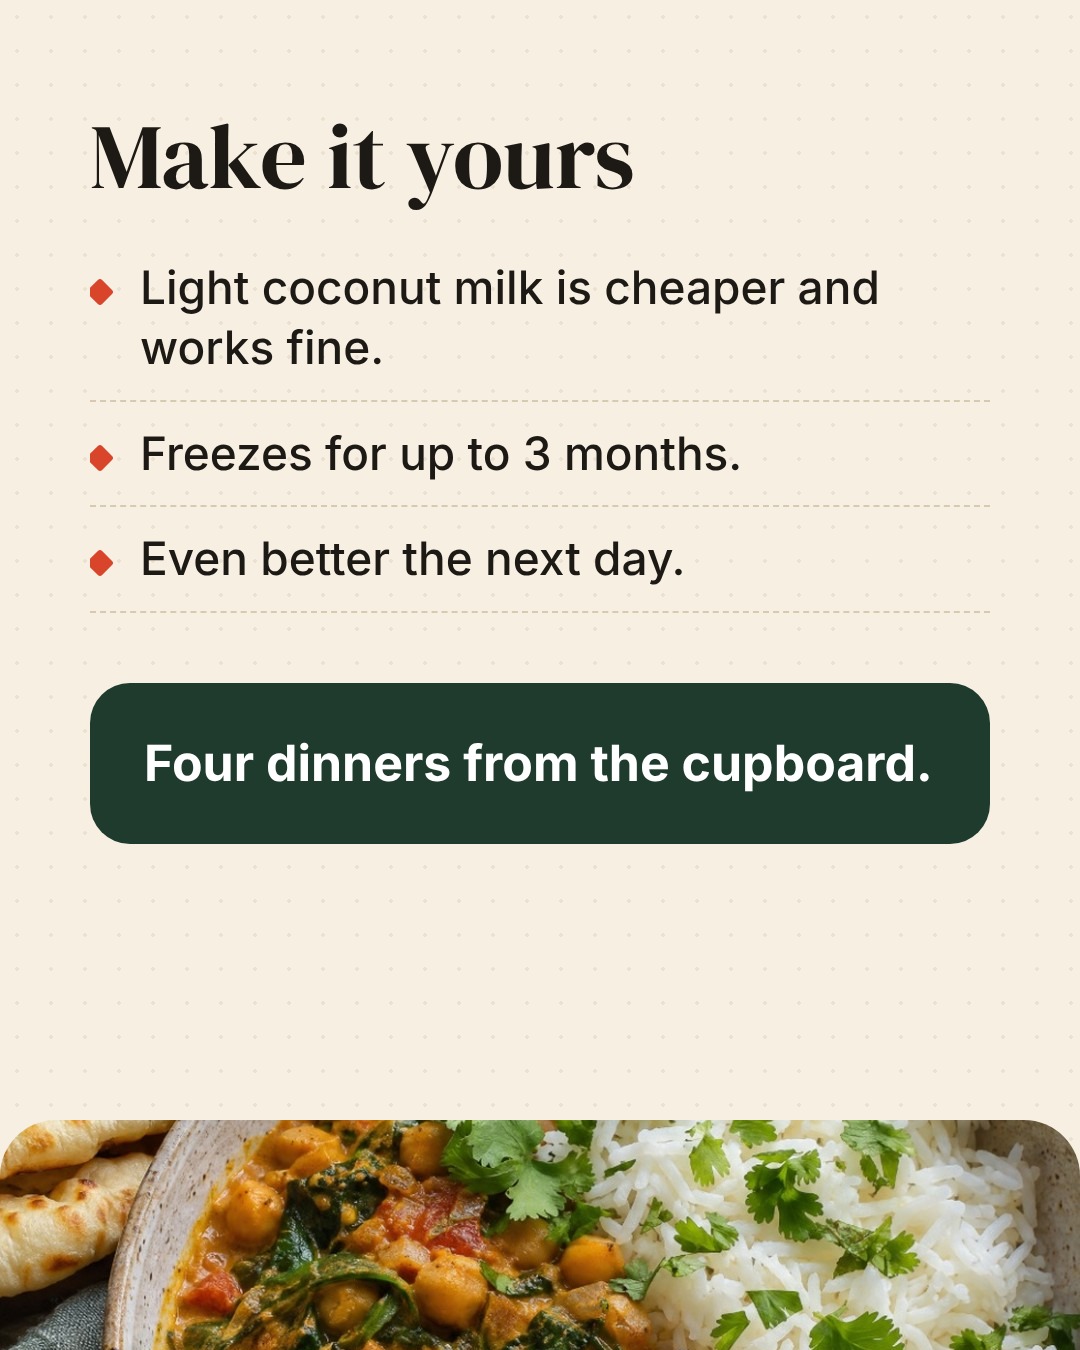 Make it yours
Light coconut milk is cheaper and
works fine.
Freezes for up to 3 months.
Even better the next day.
Four dinners from the cupboard.